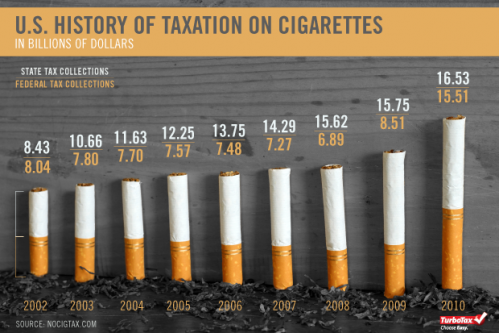 U.S. HISTORY OF TAXATION ON CIGARETTES
IN BILLIONS OF DOLLARS
STATE TAX COLLECTIONS
FEDERAL TAX COLLECTIONS
8.43 10.66 11.63 12.25 13.75 14.29 15.62 15.75 16.53
8.04 7.80 7.70 7.57 7.48 7.27 6.89 8.51 15.51
2002 2003 2004 2005 2006 2007 2008 2009 2010
SOURCE: NOCIGTAX.COM
TurboTax
Choose Easy.